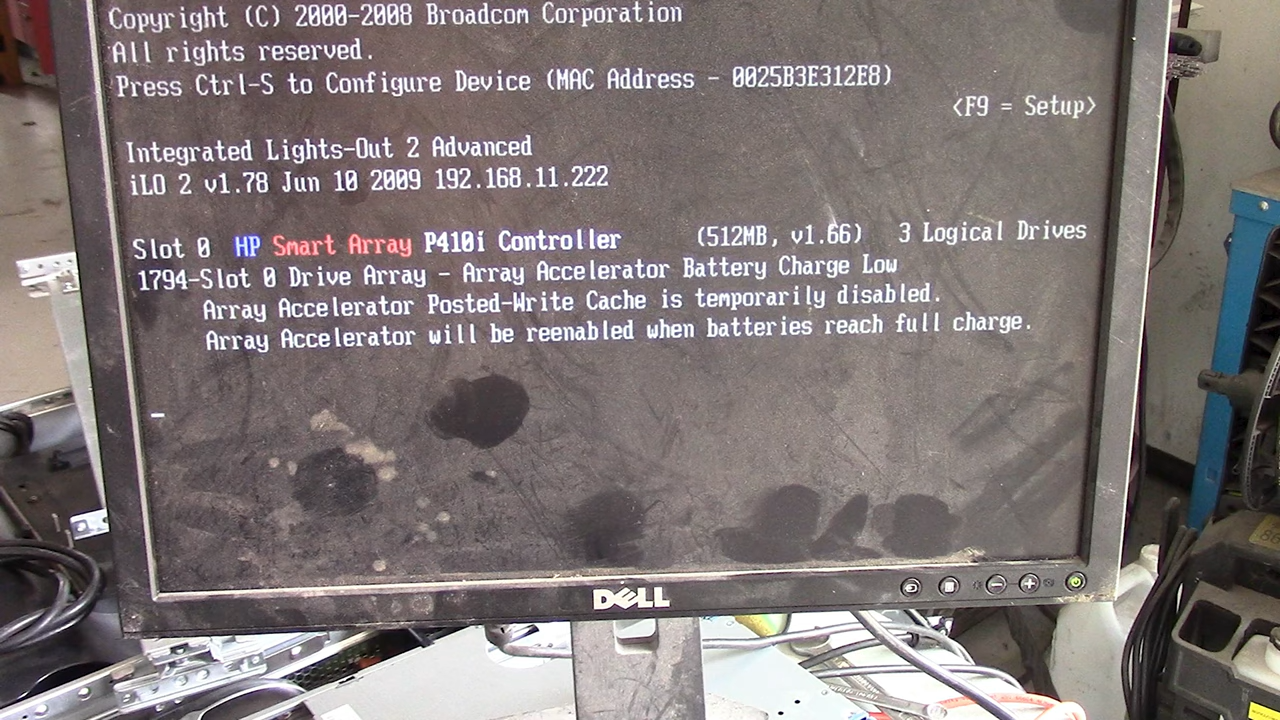 Copyright (C) 2000-2008 Broadcom Corporation
All rights reserved.
Press Ctrl-S to Configure Device (MAC Address - 0025B3E312E8)
<F9 = Setup>
Integrated Lights-Out 2 Advanced
iLO 2 v1.78 Jun 10 2009 192.168.11.222
Slot 0 HP Smart Array P410i Controller (512MB, v1.66) 3 Logical Drives
1794-Slot 0 Drive Array - Array Accelerator Battery Charge Low
Array Accelerator Posted-Write Cache is temporarily disabled.
Array Accelerator will be reenabled when batteries reach full charge.
DELL